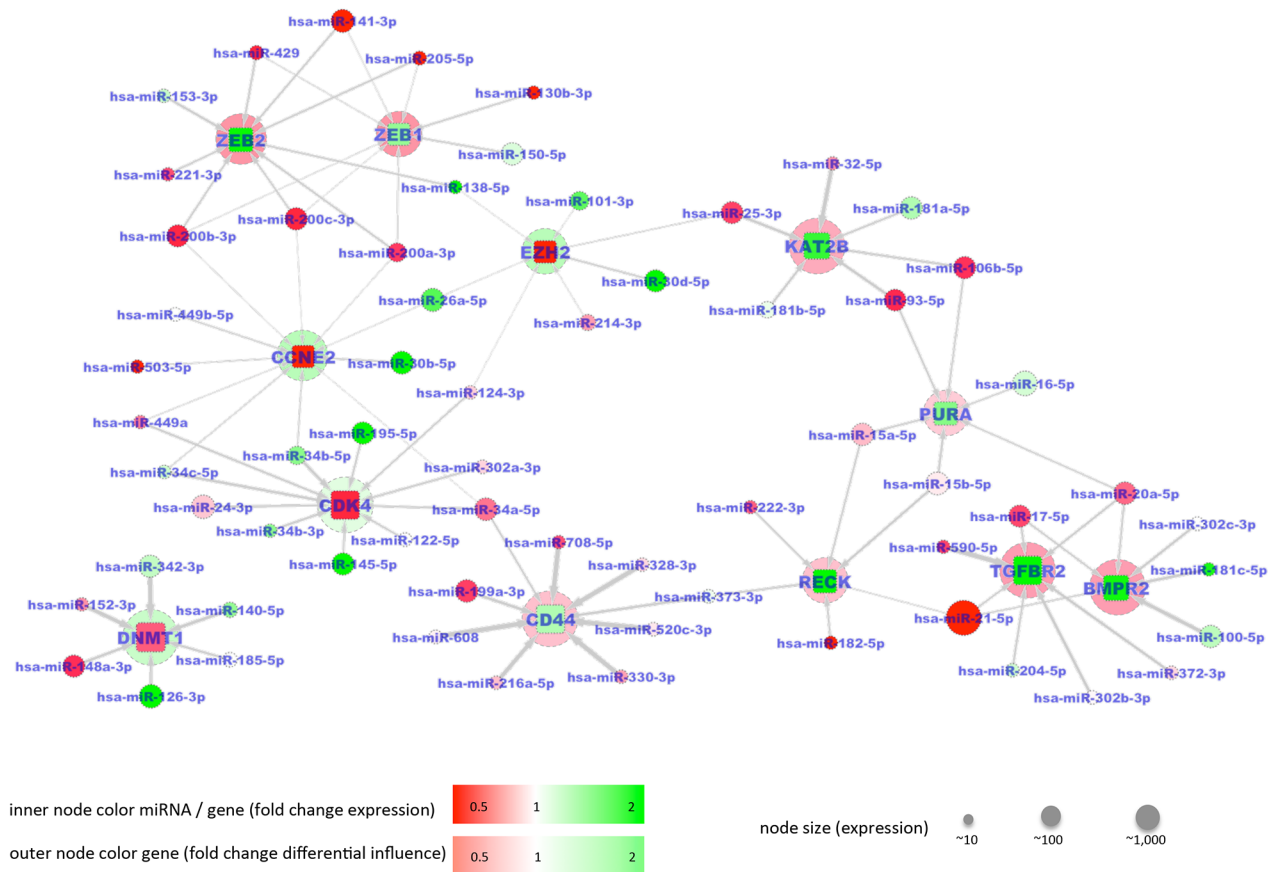 hsa-miR-141-3p
hsa-miR-429
hsa-miR-205-5p
hsa-miR-153-3p
hsa-miR-130b-3p
ZEB2
ZEB1
hsa-miR-150-5p
hsa-miR-32-5p
hsa-miR-221-3p
hsa-miR-138-5p
hsa-miR-101-3p
hsa-miR-181a-5p
hsa-miR-200c-3p
hsa-miR-25-3p
hsa-miR-200b-3p
hsa-miR-200a-3p
EZH2
KAT2B
hsa-miR-106b-5p
hsa-miR-30d-5p
hsa-miR-26a-5p
hsa-miR-93-5p
hsa-miR-449b-5p
hsa-miR-181b-5p
hsa-miR-214-3p
CCNE2
hsa-miR-503-5p
hsa-miR-30b-5p
hsa-miR-124-3p
hsa-miR-16-5p
PURA
hsa-miR-449a
hsa-miR-195-5p
hsa-miR-15a-5p
hsa-miR-34b-5p
hsa-miR-34c-5p
hsa-miR-302a-3p
hsa-miR-15b-5p
hsa-miR-20a-5p
CDK4
hsa-miR-24-3p
hsa-miR-34a-5p
hsa-miR-222-3p
hsa-miR-17-5p
hsa-miR-302c-3p
hsa-miR-34b-3p
hsa-miR-122-5p
hsa-miR-708-5p
hsa-miR-590-5p
hsa-miR-342-3p
hsa-miR-145-5p
hsa-miR-328-3p
TGFBR2
hsa-miR-181c-5p
RECK
BMPR2
hsa-miR-199a-3p
hsa-miR-373-3p
hsa-miR-152-3p
hsa-miR-140-5p
CD44
hsa-miR-21-5p
DNMT1
hsa-miR-608
hsa-miR-520c-3p
hsa-miR-182-5p
hsa-miR-100-5p
hsa-miR-148a-3p
hsa-miR-185-5p
hsa-miR-216a-5p
hsa-miR-330-3p
hsa-miR-204-5p
hsa-miR-372-3p
hsa-miR-126-3p
hsa-miR-302b-3p
inner node color miRNA / gene (fold change expression)
0.5 1 2
node size (expression)
~10 ~100 ~1,000
outer node color gene (fold change differential influence)
0.5 1 2